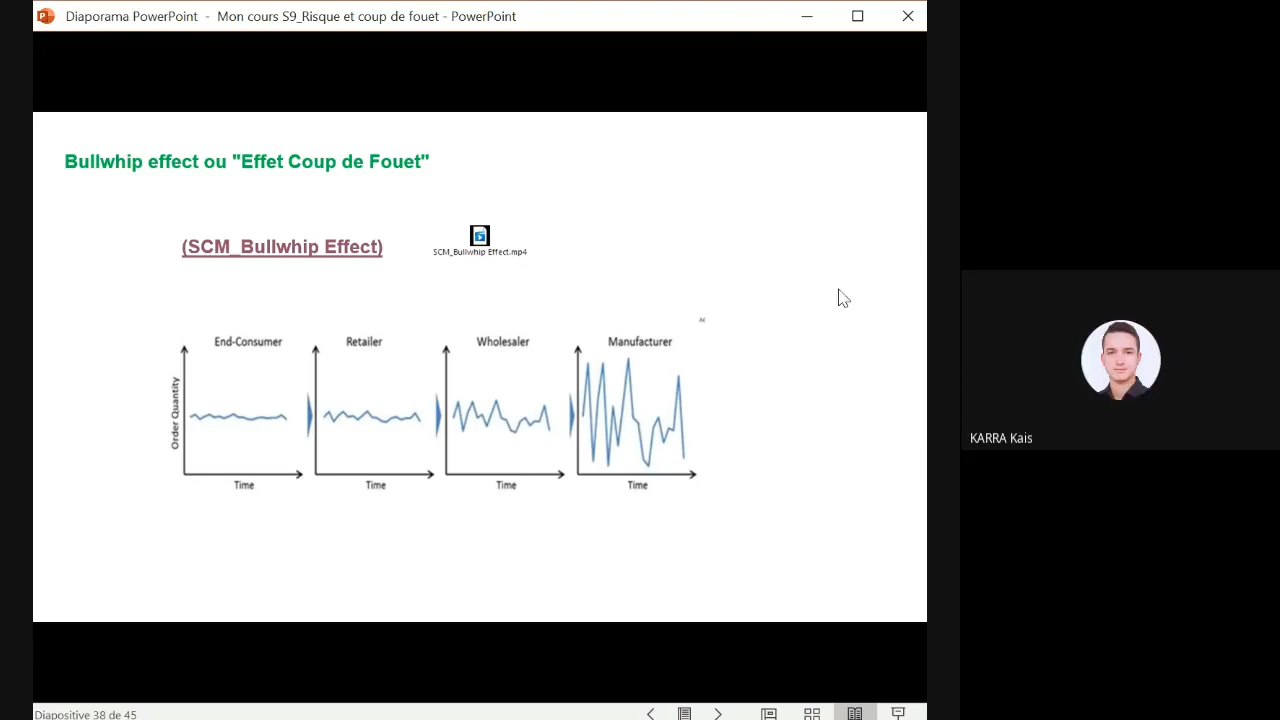 Diaporama PowerPoint - Mon cours S9_Risque et coup de fouet - PowerPoint
Bullwhip effect ou "Effet Coup de Fouet"
(SCM_Bullwhip Effect)
SCM_Bullwhip Effect.mp4
End-Consumer
Retailer
Wholesaler
Manufacturer
Order Quantity
Time
Time
Time
Time
KARRA Kais
Diapositive 38 de 45